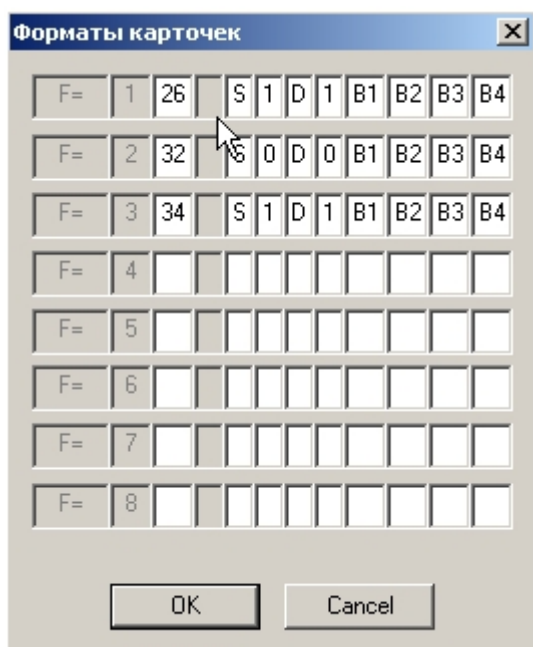 Форматы карточек
F= 1 26 S 1 D 1 B1 B2 B3 B4
F= 2 32 S 0 D 0 B1 B2 B3 B4
F= 3 34 S 1 D 1 B1 B2 B3 B4
F= 4
F= 5
F= 6
F= 7
F= 8
OK Cancel